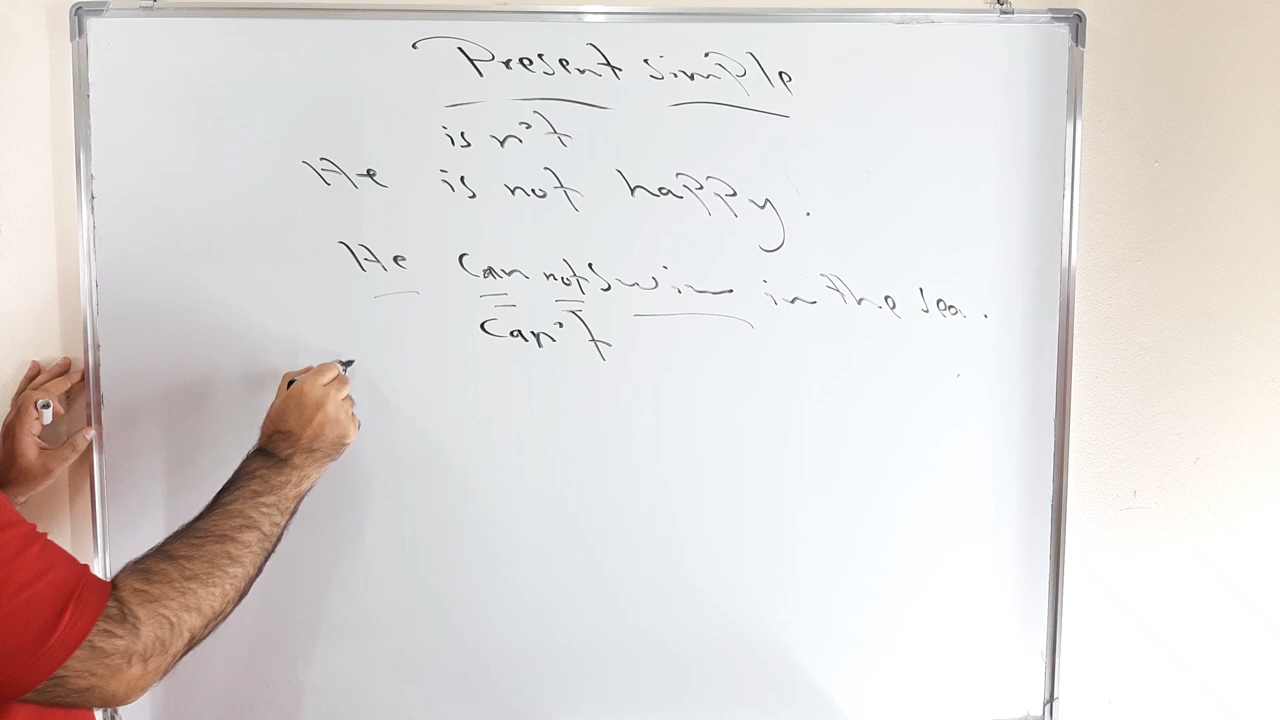 Present simple
is n't
He is not happy.
He can not swim in the sea.
can't